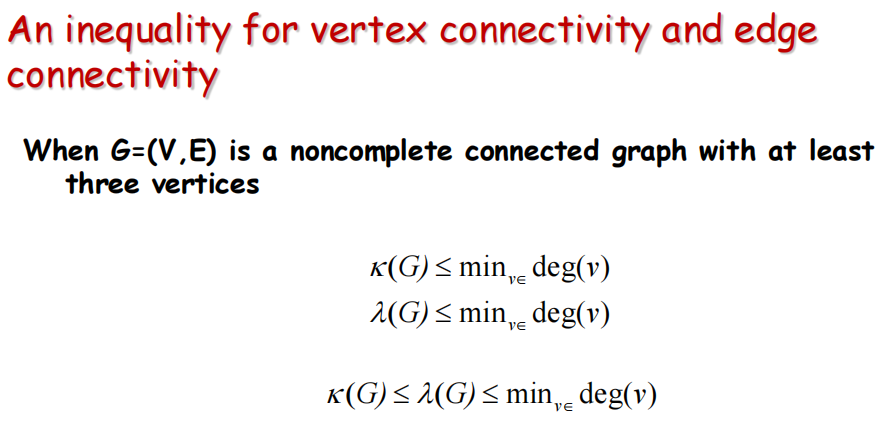 An inequality for vertex connectivity and edge
connectivity
When G=(V,E) is a noncomplete connected graph with at least
three vertices
κ(G) ≤ min_{v∈} deg(v)
λ(G) ≤ min_{v∈} deg(v)
κ(G) ≤ λ(G) ≤ min_{v∈} deg(v)